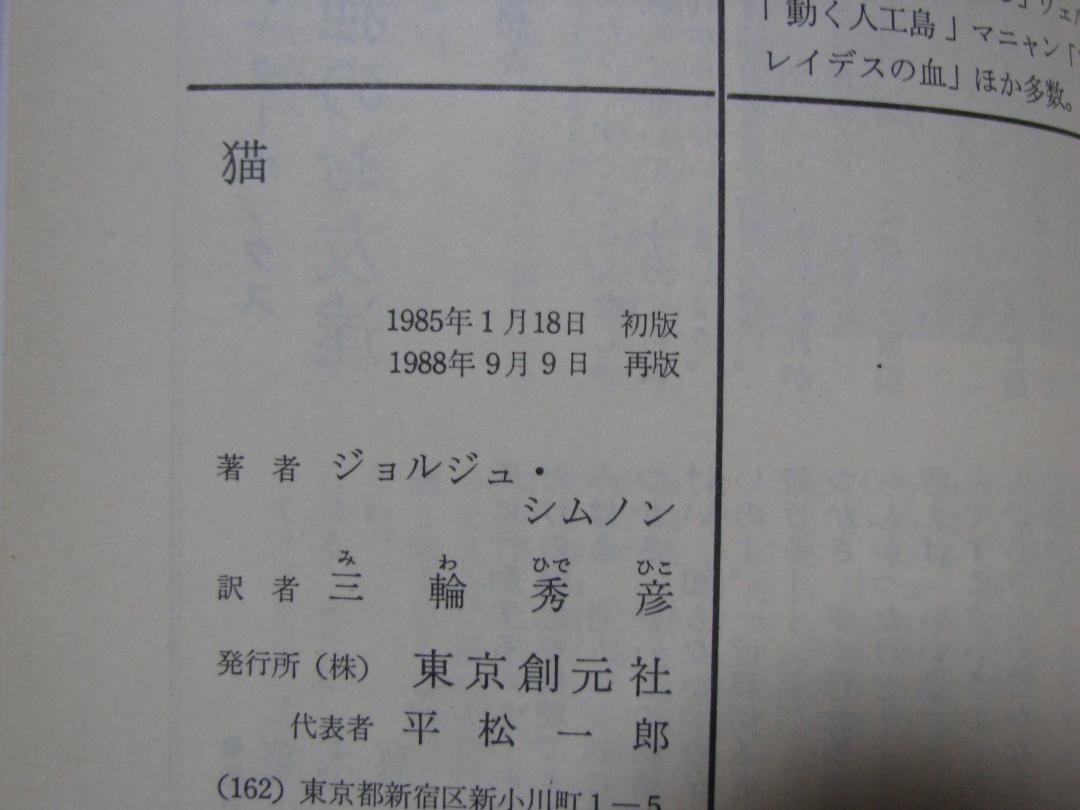 猫
1985年1月18日 初版
1988年9月9日 再版
著者 ジョルジュ・
シムノン
訳者 三輪秀彦
み わ ひで ひこ
発行所(株) 東京創元社
代表者 平松一郎
(162) 東京都新宿区新小川町1―5
「動く人工島」マニャン「
レイデスの血」ほか多数。